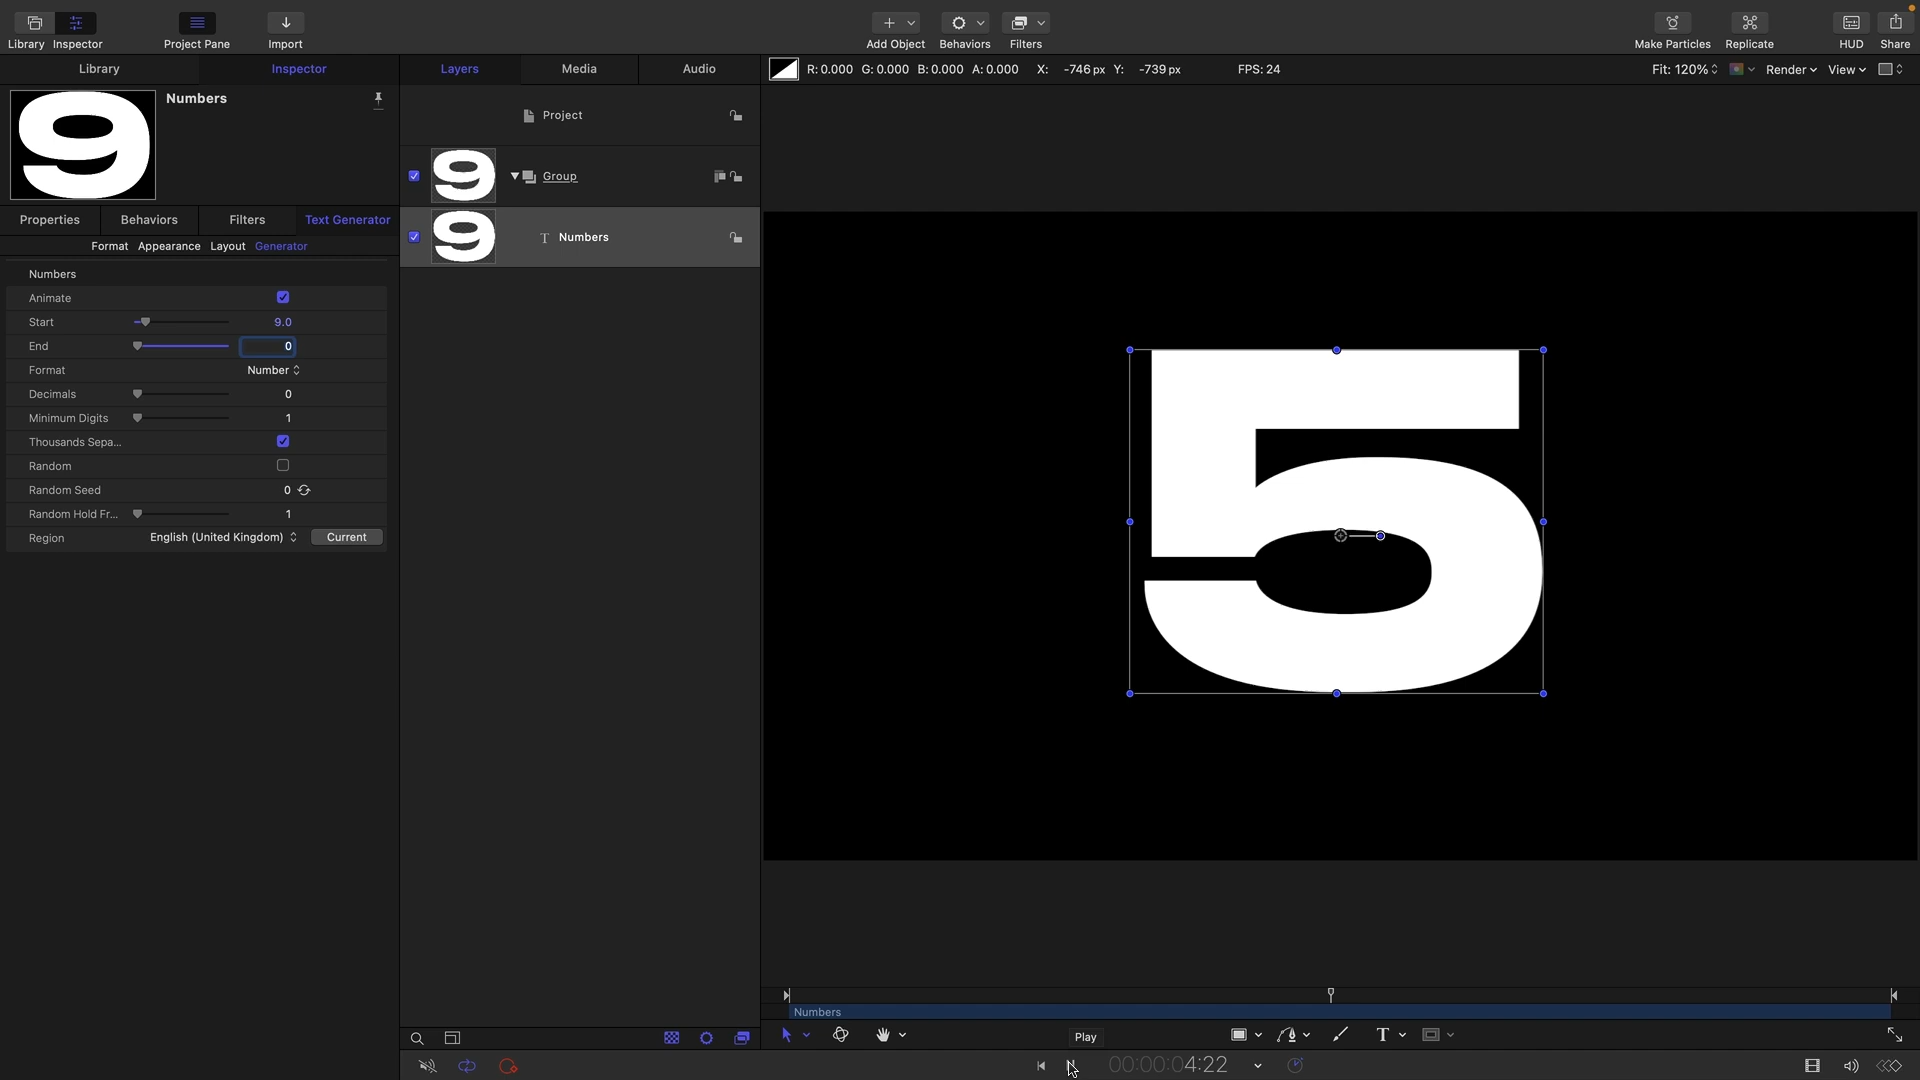 Library Inspector Project Pane Import Add Object Behaviors Filters Make Particles Replicate HUD Share
Library Inspector Layers Media Audio R: 0.000 G: 0.000 B: 0.000 A: 0.000 X: -746 px Y: -739 px FPS: 24 Fit: 120% Render View
9 Numbers
Project
9 Group
Properties Behaviors Filters Text Generator
9 T Numbers
Format Appearance Layout Generator
Numbers
Animate
Start 9.0
End 0
Format Number
Decimals 0
Minimum Digits 1
Thousands Sepa...
Random
Random Seed 0
Random Hold Fr... 1
Region English (United Kingdom) Current
5
Numbers
Play T
00:00:04:22